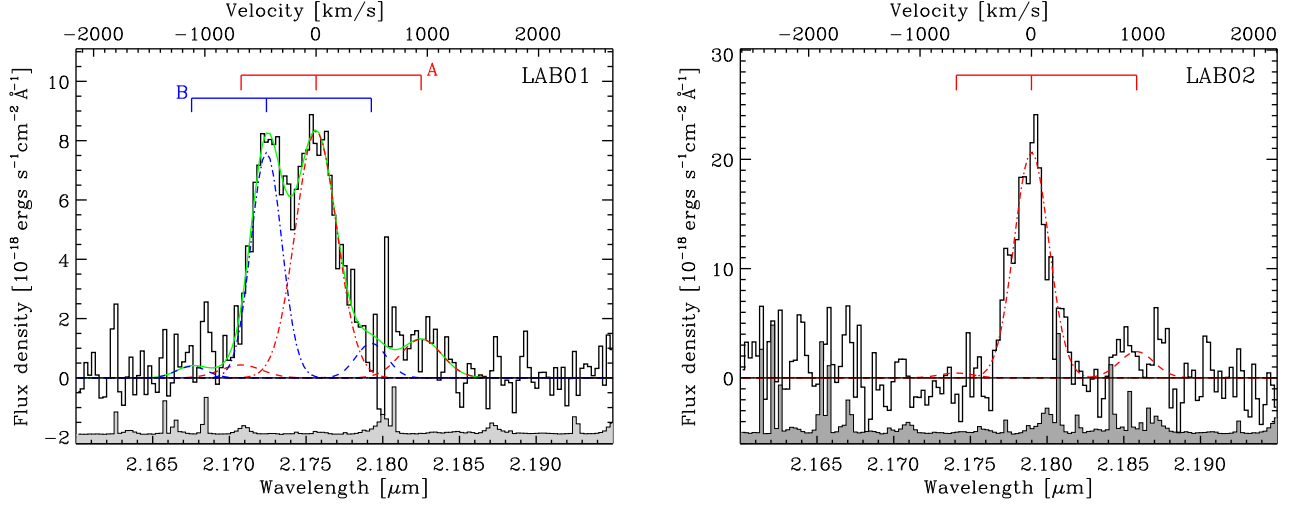 Velocity [km/s]
−2000 −1000 0 1000 2000
Flux density [10⁻¹⁸ ergs s⁻¹cm⁻² Å⁻¹]
10
8
6
4
2
0
−2
A
B
LAB01
2.165 2.170 2.175 2.180 2.185 2.190
Wavelength [μm]
Velocity [km/s]
−2000 −1000 0 1000 2000
Flux density [10⁻¹⁸ ergs s⁻¹cm⁻² Å⁻¹]
30
20
10
0
LAB02
2.165 2.170 2.175 2.180 2.185 2.190
Wavelength [μm]